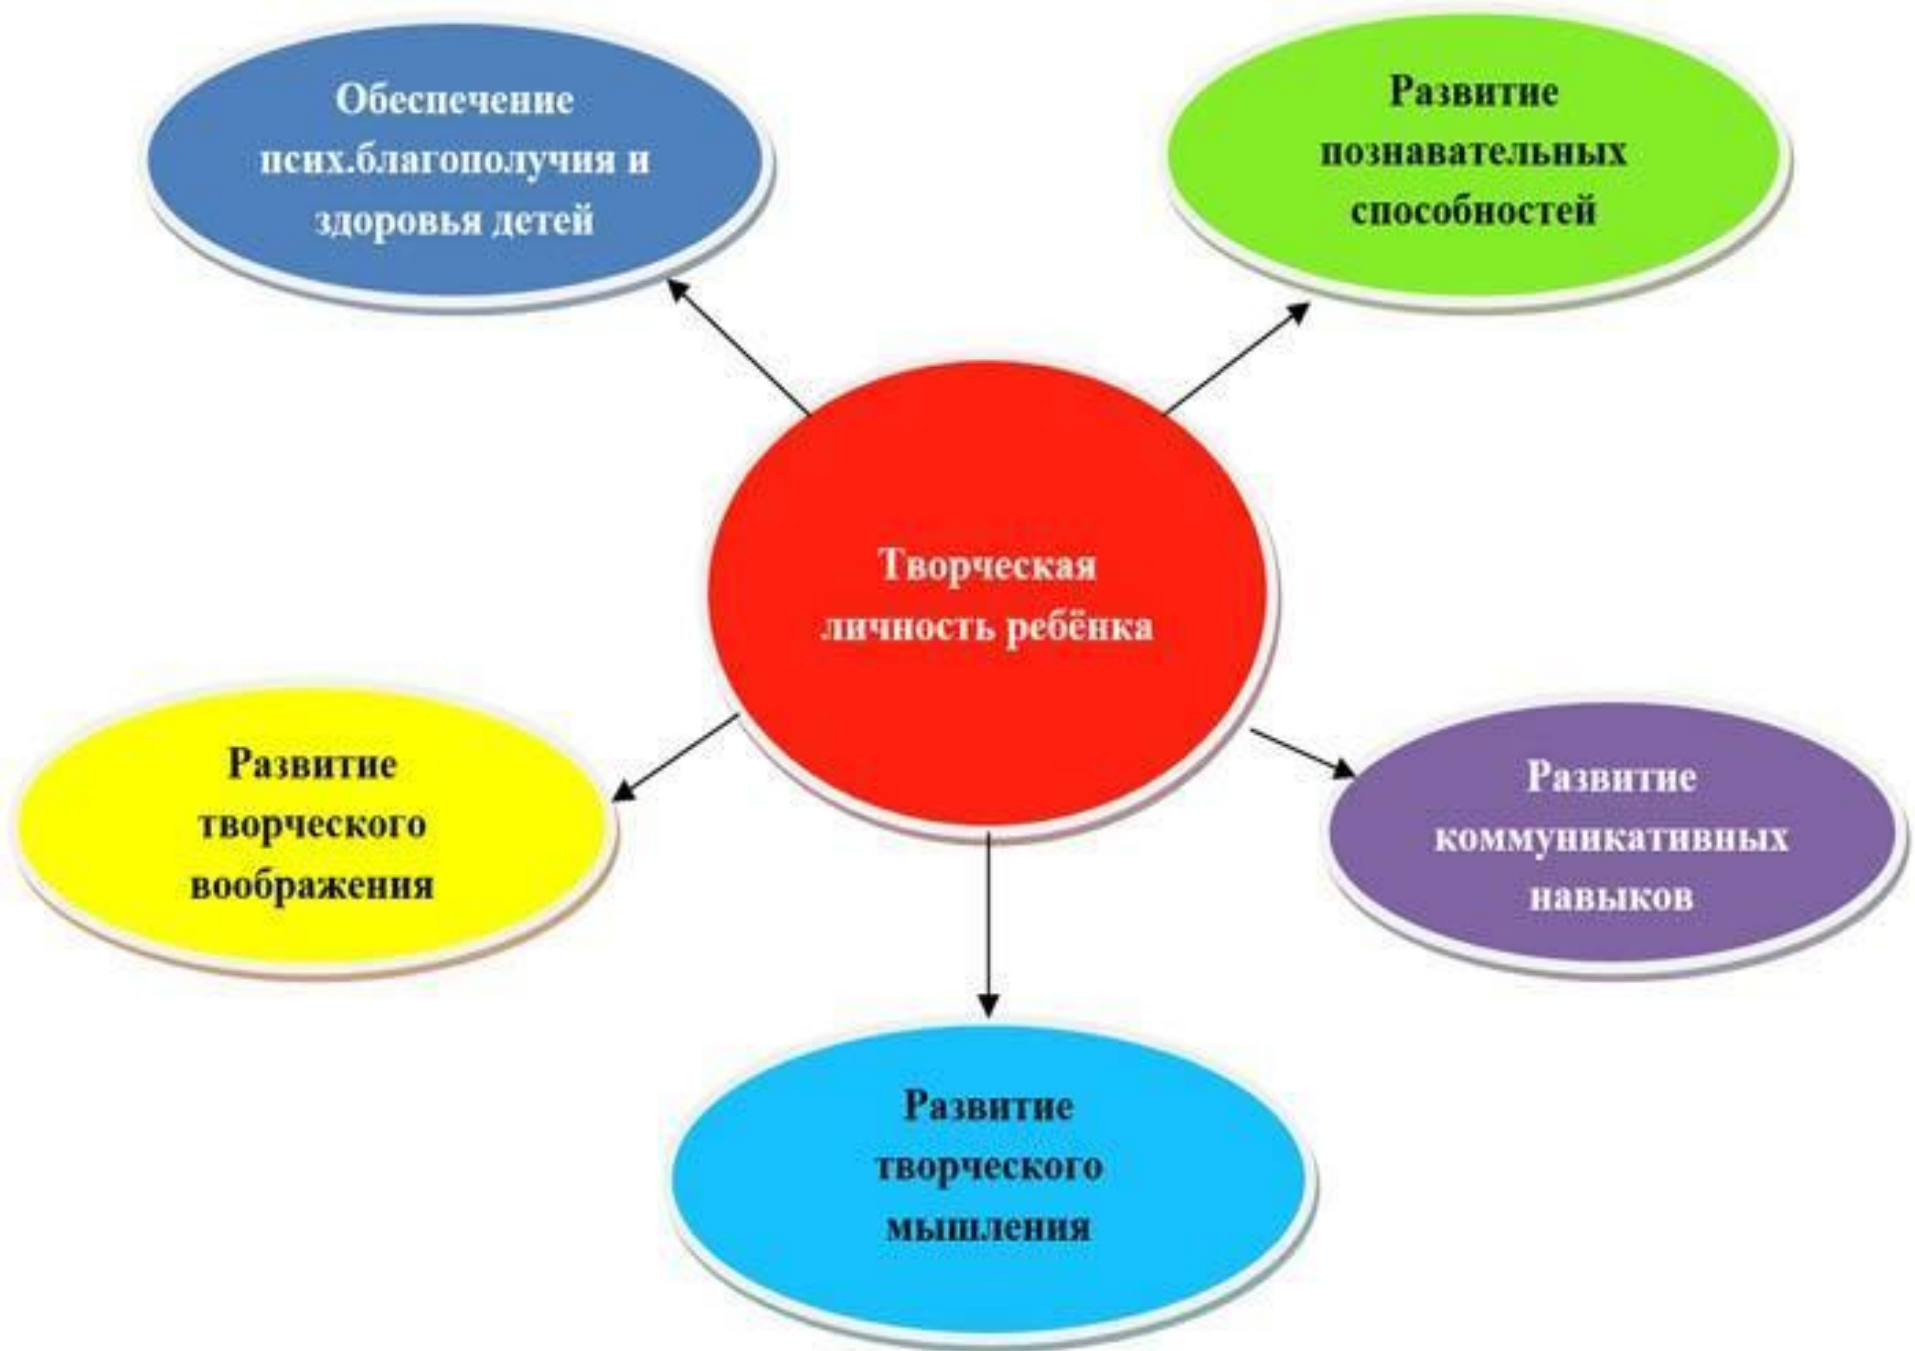 Обеспечение
псих.благополучия и
здоровья детей
Развитие
познавательных
способностей
Творческая
личность ребёнка
Развитие
творческого
воображения
Развитие
коммуникативных
навыков
Развитие
творческого
мышления